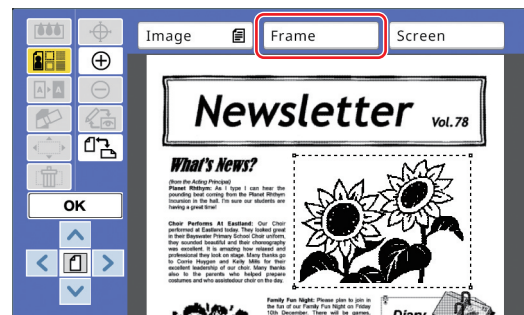 Image
Frame
Screen
A A
OK
Newsletter Vol.78
What's News?
(from the Acting Principal)
Planet Rhthym: As I type I can hear the
pounding beat coming from the Planet Rhthym
incursion in the hall. I'm sure our students are
having a great time!
Choir Performs At Eastland: Our Choir
performed at Eastland today. They looked great
in their Bayswater Primary School Choir uniform,
they sounded beautiful and their choreography
was excellent. It is amazing how relaxed and
professional they look on stage. Many thanks go
to Corrie Huygen and Kelly Mills for their
excellent leadership of our choir. Many thanks
also to the parents who helped prepare
costumes and who assistedour choir on the day.
Family Fun Night: Please plan to join in
the fun of our Family Fun Night on Friday
10th December. There will be games,
Diary